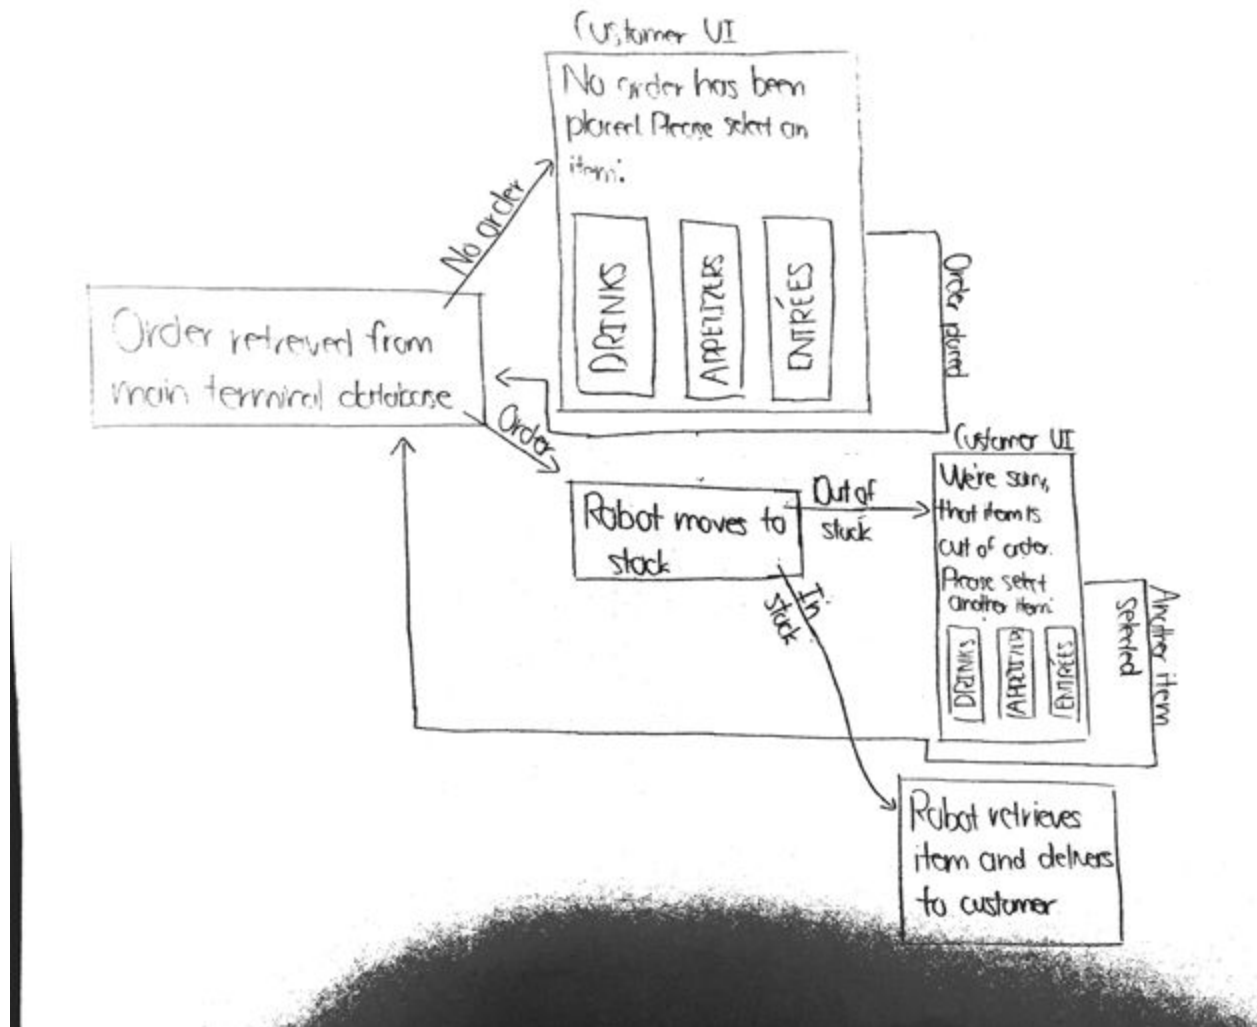 Customer UI
No order has been
placed. Please select an
item:
DRINKS
APPETIZERS
ENTRÉES
No order
Order placed
Order retreived from
main terminal database
Order
Robot moves to
stock
Out of
stock
In
stock
Customer UI
We're sorry,
that item is
out of order.
Please select
another item:
DRINKS
APPETIZERS
ENTRÉES
Another item
selected
Robot retrieves
item and delivers
to customer